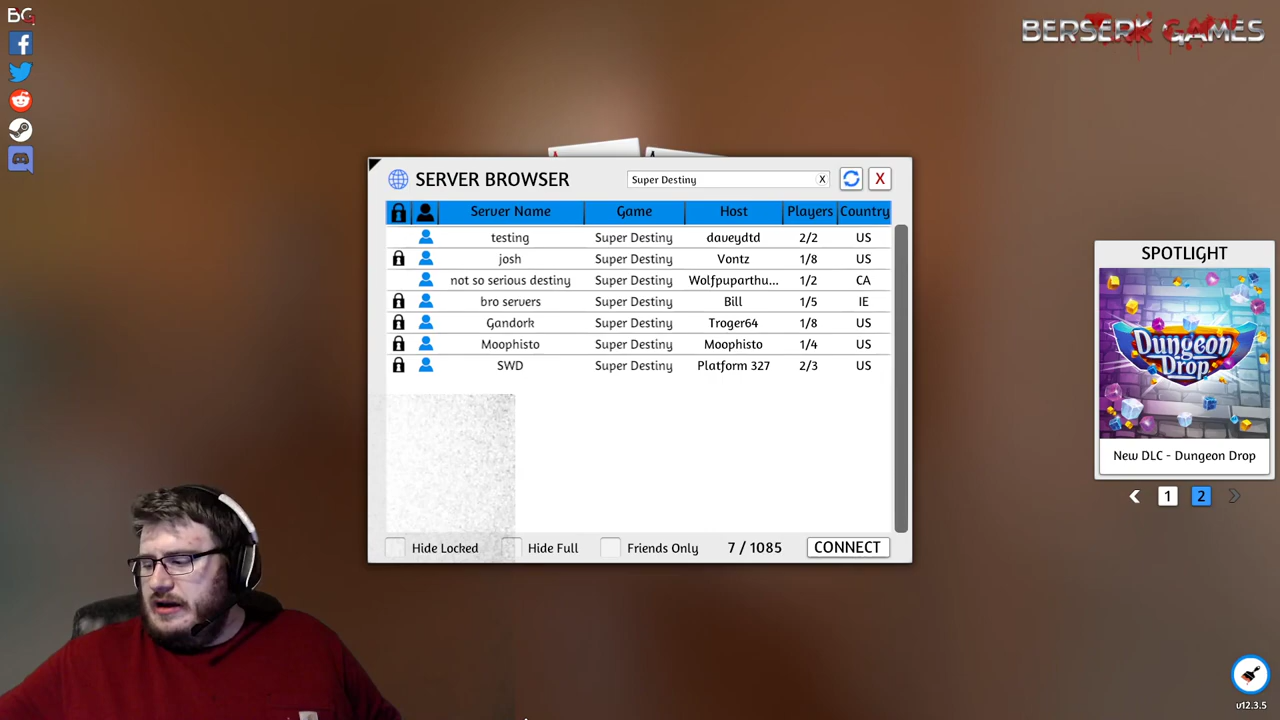 BG
BERSERK GAMES
SERVER BROWSER
Super Destiny
X
X
Server Name Game Host Players Country
testing Super Destiny daveydtd 2/2 US
josh Super Destiny Vontz 1/8 US
not so serious destiny Super Destiny Wolfpuparthu... 1/2 CA
bro servers Super Destiny Bill 1/5 IE
Gandork Super Destiny Troger64 1/8 US
Moophisto Super Destiny Moophisto 1/4 US
SWD Super Destiny Platform 327 2/3 US
Hide Locked Hide Full Friends Only 7 / 1085 CONNECT
SPOTLIGHT
Dungeon
Drop
New DLC - Dungeon Drop
1 2
v12.3.5